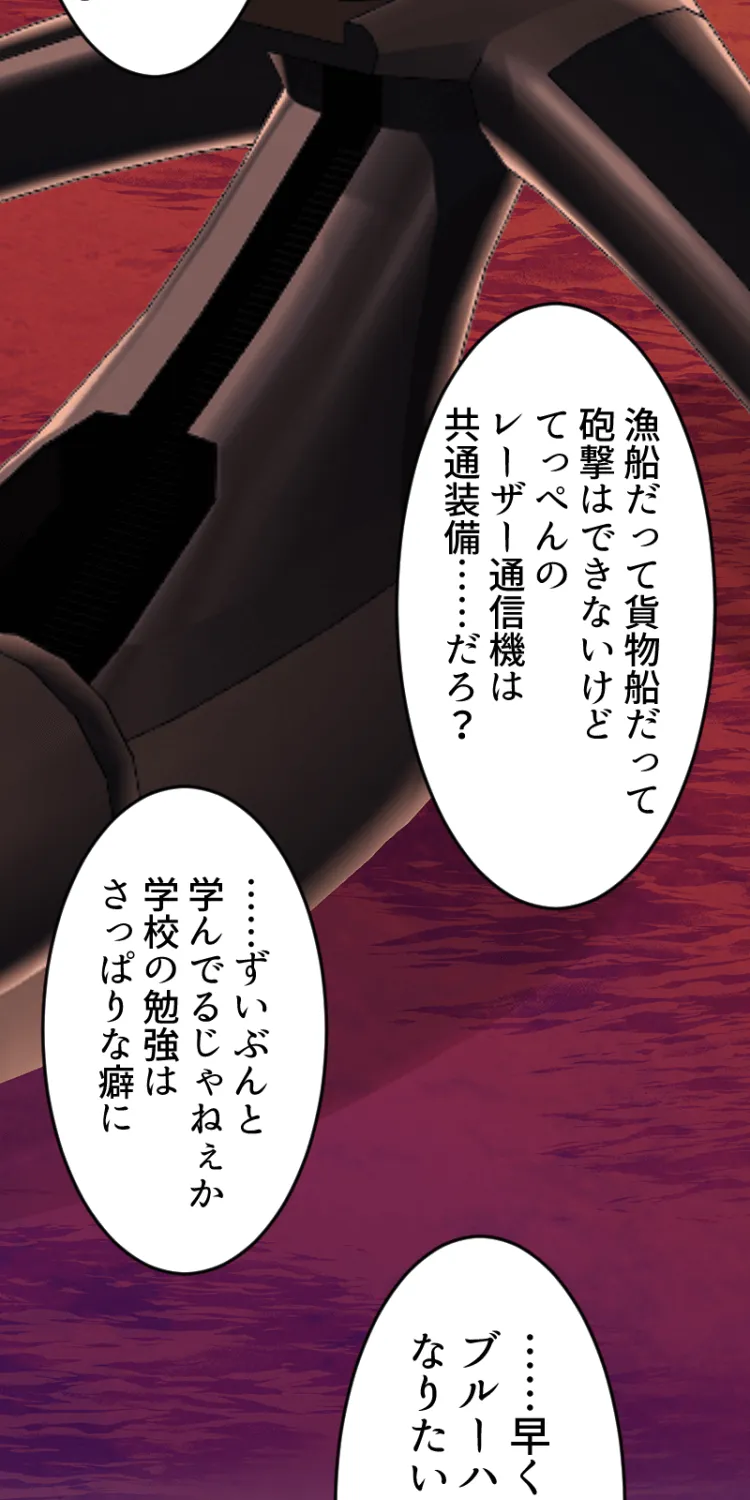 漁船だって貨物船だって
砲撃はできないけど
てっぺんの
レーザー通信機は
共通装備……だろ？
……ずいぶんと
学んでるじゃねぇか
学校の勉強は
さっぱりな癖に
……早く
ブルーハ
なりたい